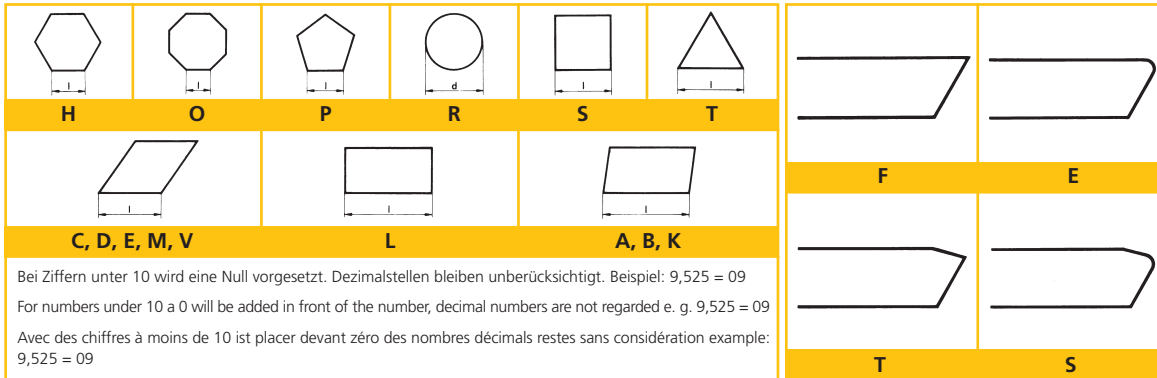 l l l d l l
H O P R S T
l l l
C, D, E, M, V L A, B, K
Bei Ziffern unter 10 wird eine Null vorgesetzt. Dezimalstellen bleiben unberücksichtigt. Beispiel: 9,525 = 09
For numbers under 10 a 0 will be added in front of the number, decimal numbers are not regarded e. g. 9,525 = 09
Avec des chiffres à moins de 10 ist placer devant zéro des nombres décimals restes sans considération example:
9,525 = 09
F E
T S